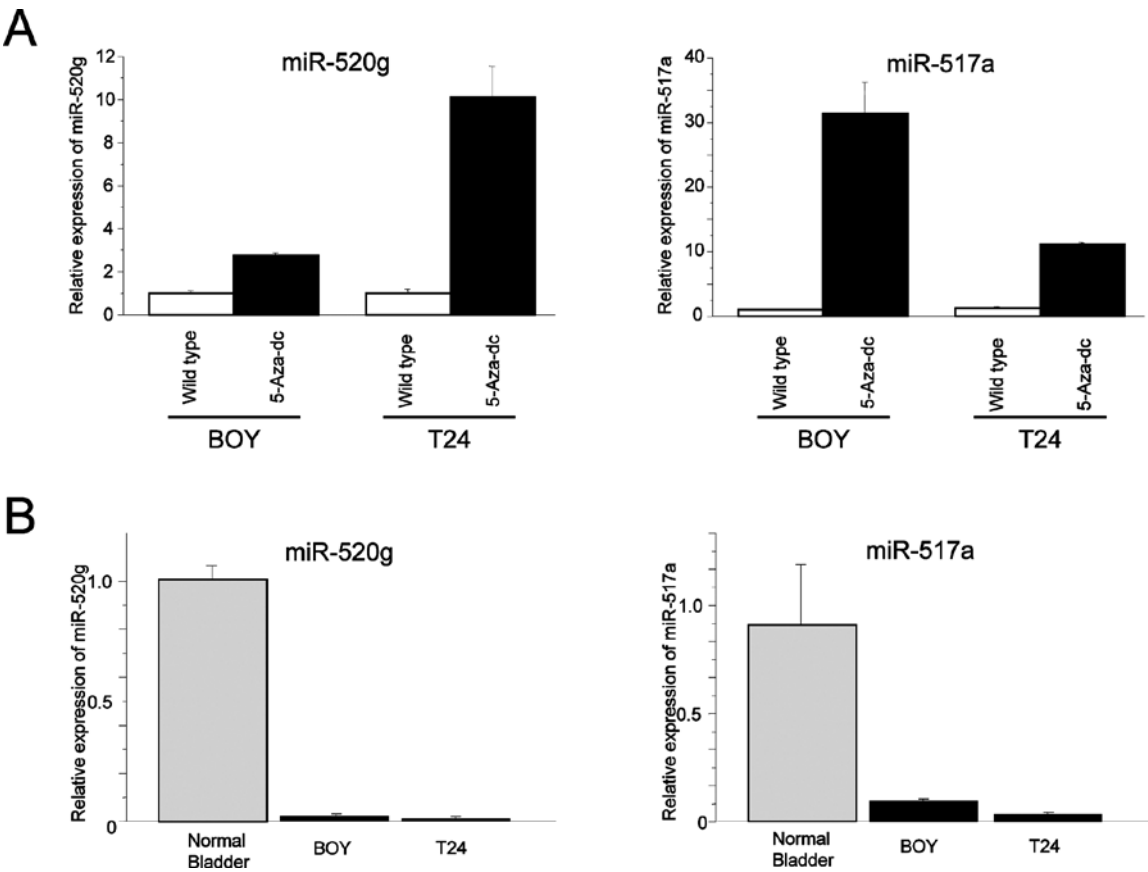 A
miR-520g
Relative expression of miR-520g
12
10
8
6
4
2
0
Wild type
5-Aza-dc
Wild type
5-Aza-dc
BOY
T24
miR-517a
Relative expression of miR-517a
40
30
20
10
0
Wild type
5-Aza-dc
Wild type
5-Aza-dc
BOY
T24
B
miR-520g
Relative expression of miR-520g
1.0
0.5
0
Normal
Bladder
BOY
T24
miR-517a
Relative expression of miR-517a
1.0
0.5
0
Normal
Bladder
BOY
T24